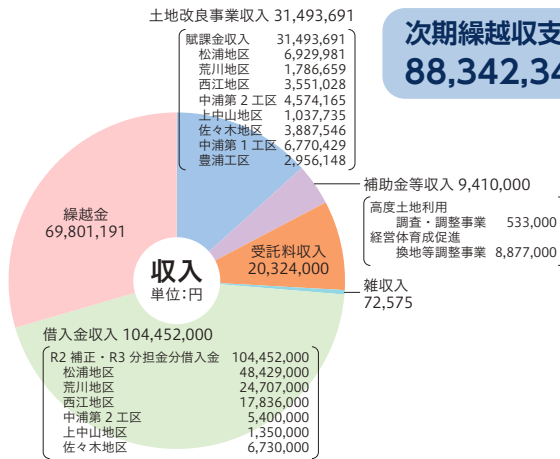 土地改良事業収入 31,493,691
賦課金収入 31,493,691
松浦地区 6,929,981
荒川地区 1,786,659
西江地区 3,551,028
中浦第2工区 4,574,165
上中山地区 1,037,735
佐々木地区 3,887,546
中浦第1工区 6,770,429
豊浦工区 2,956,148
次期繰越収支
88,342,34
補助金等収入 9,410,000
高度土地利用
調査・調整事業 533,000
経営体育成促進
換地等調整事業 8,877,000
繰越金
69,801,191
受託料収入
20,324,000
収入
単位:円
雑収入
72,575
借入金収入 104,452,000
R2 補正・R3 分担金分借入金 104,452,000
松浦地区 48,429,000
荒川地区 24,707,000
西江地区 17,836,000
中浦第2工区 5,400,000
上中山地区 1,350,000
佐々木地区 6,730,000